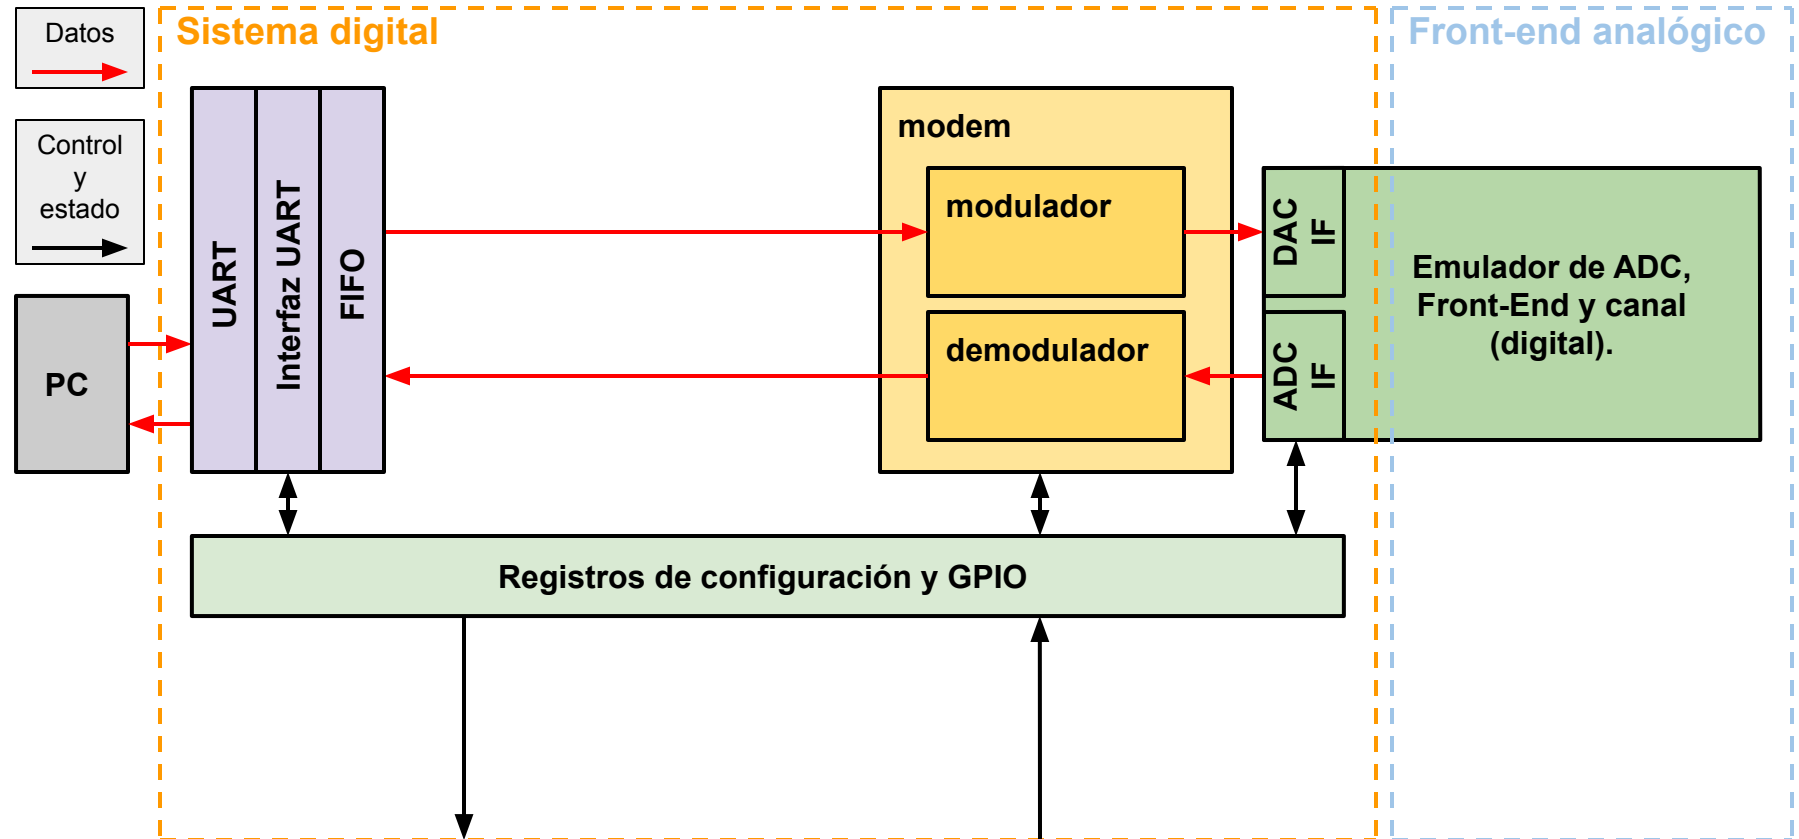 Datos
Sistema digital
Front-end analógico
Control
y
estado
PC
UART
Interfaz UART
FIFO
modem
modulador
demodulador
DAC
IF
ADC
IF
Emulador de ADC,
Front-End y canal
(digital).
Registros de configuración y GPIO